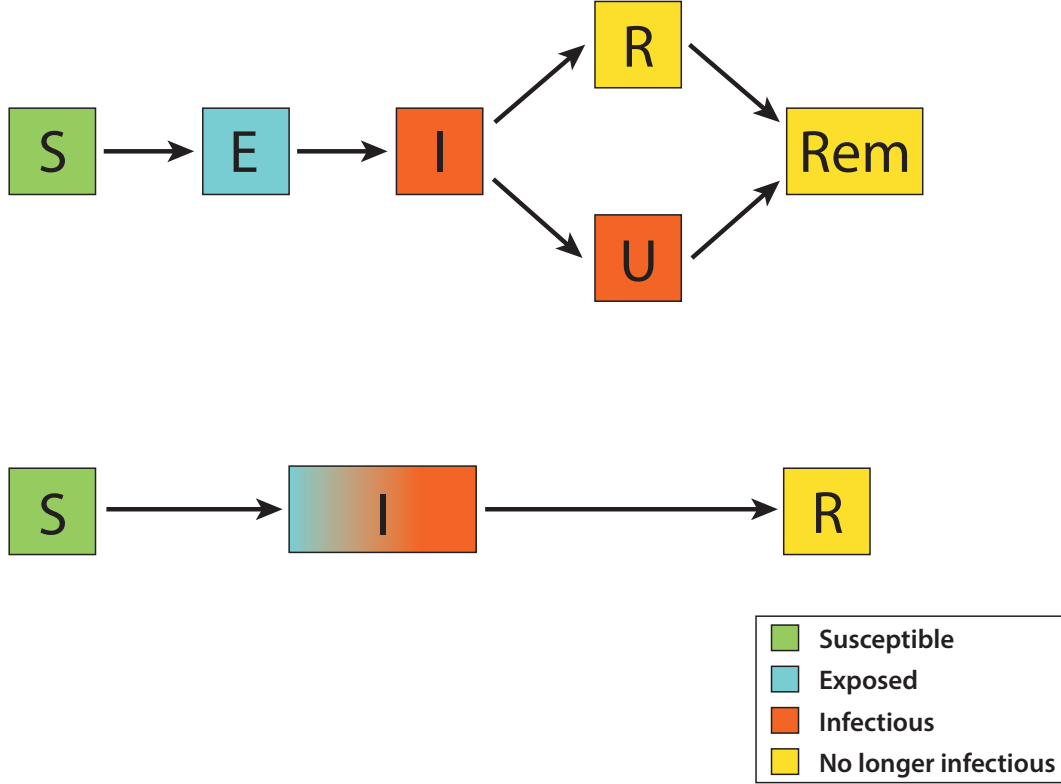 R
S
E
I
Rem
U
S
I
R
Susceptible
Exposed
Infectious
No longer infectious